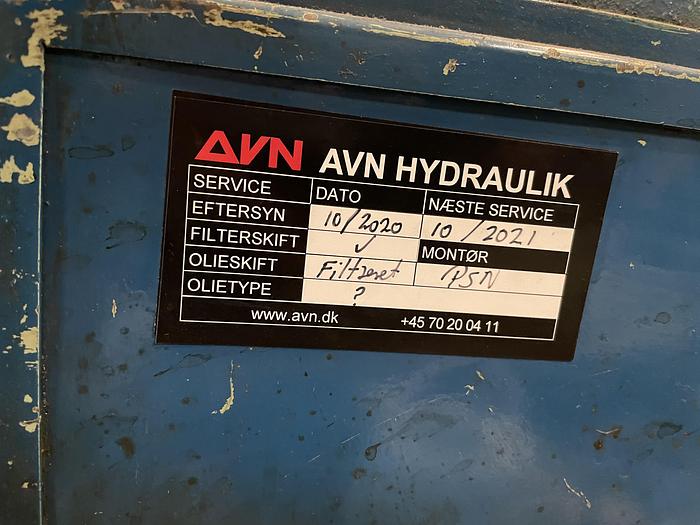 AVN AVN HYDRAULIK
SERVICE DATO NÆSTE SERVICE
EFTERSYN 10/2020 10/2021
FILTERSKIFT ✓ MONTØR
OLIESKIFT Filtreret PSN
OLIETYPE ?
www.avn.dk +45 70 20 04 11